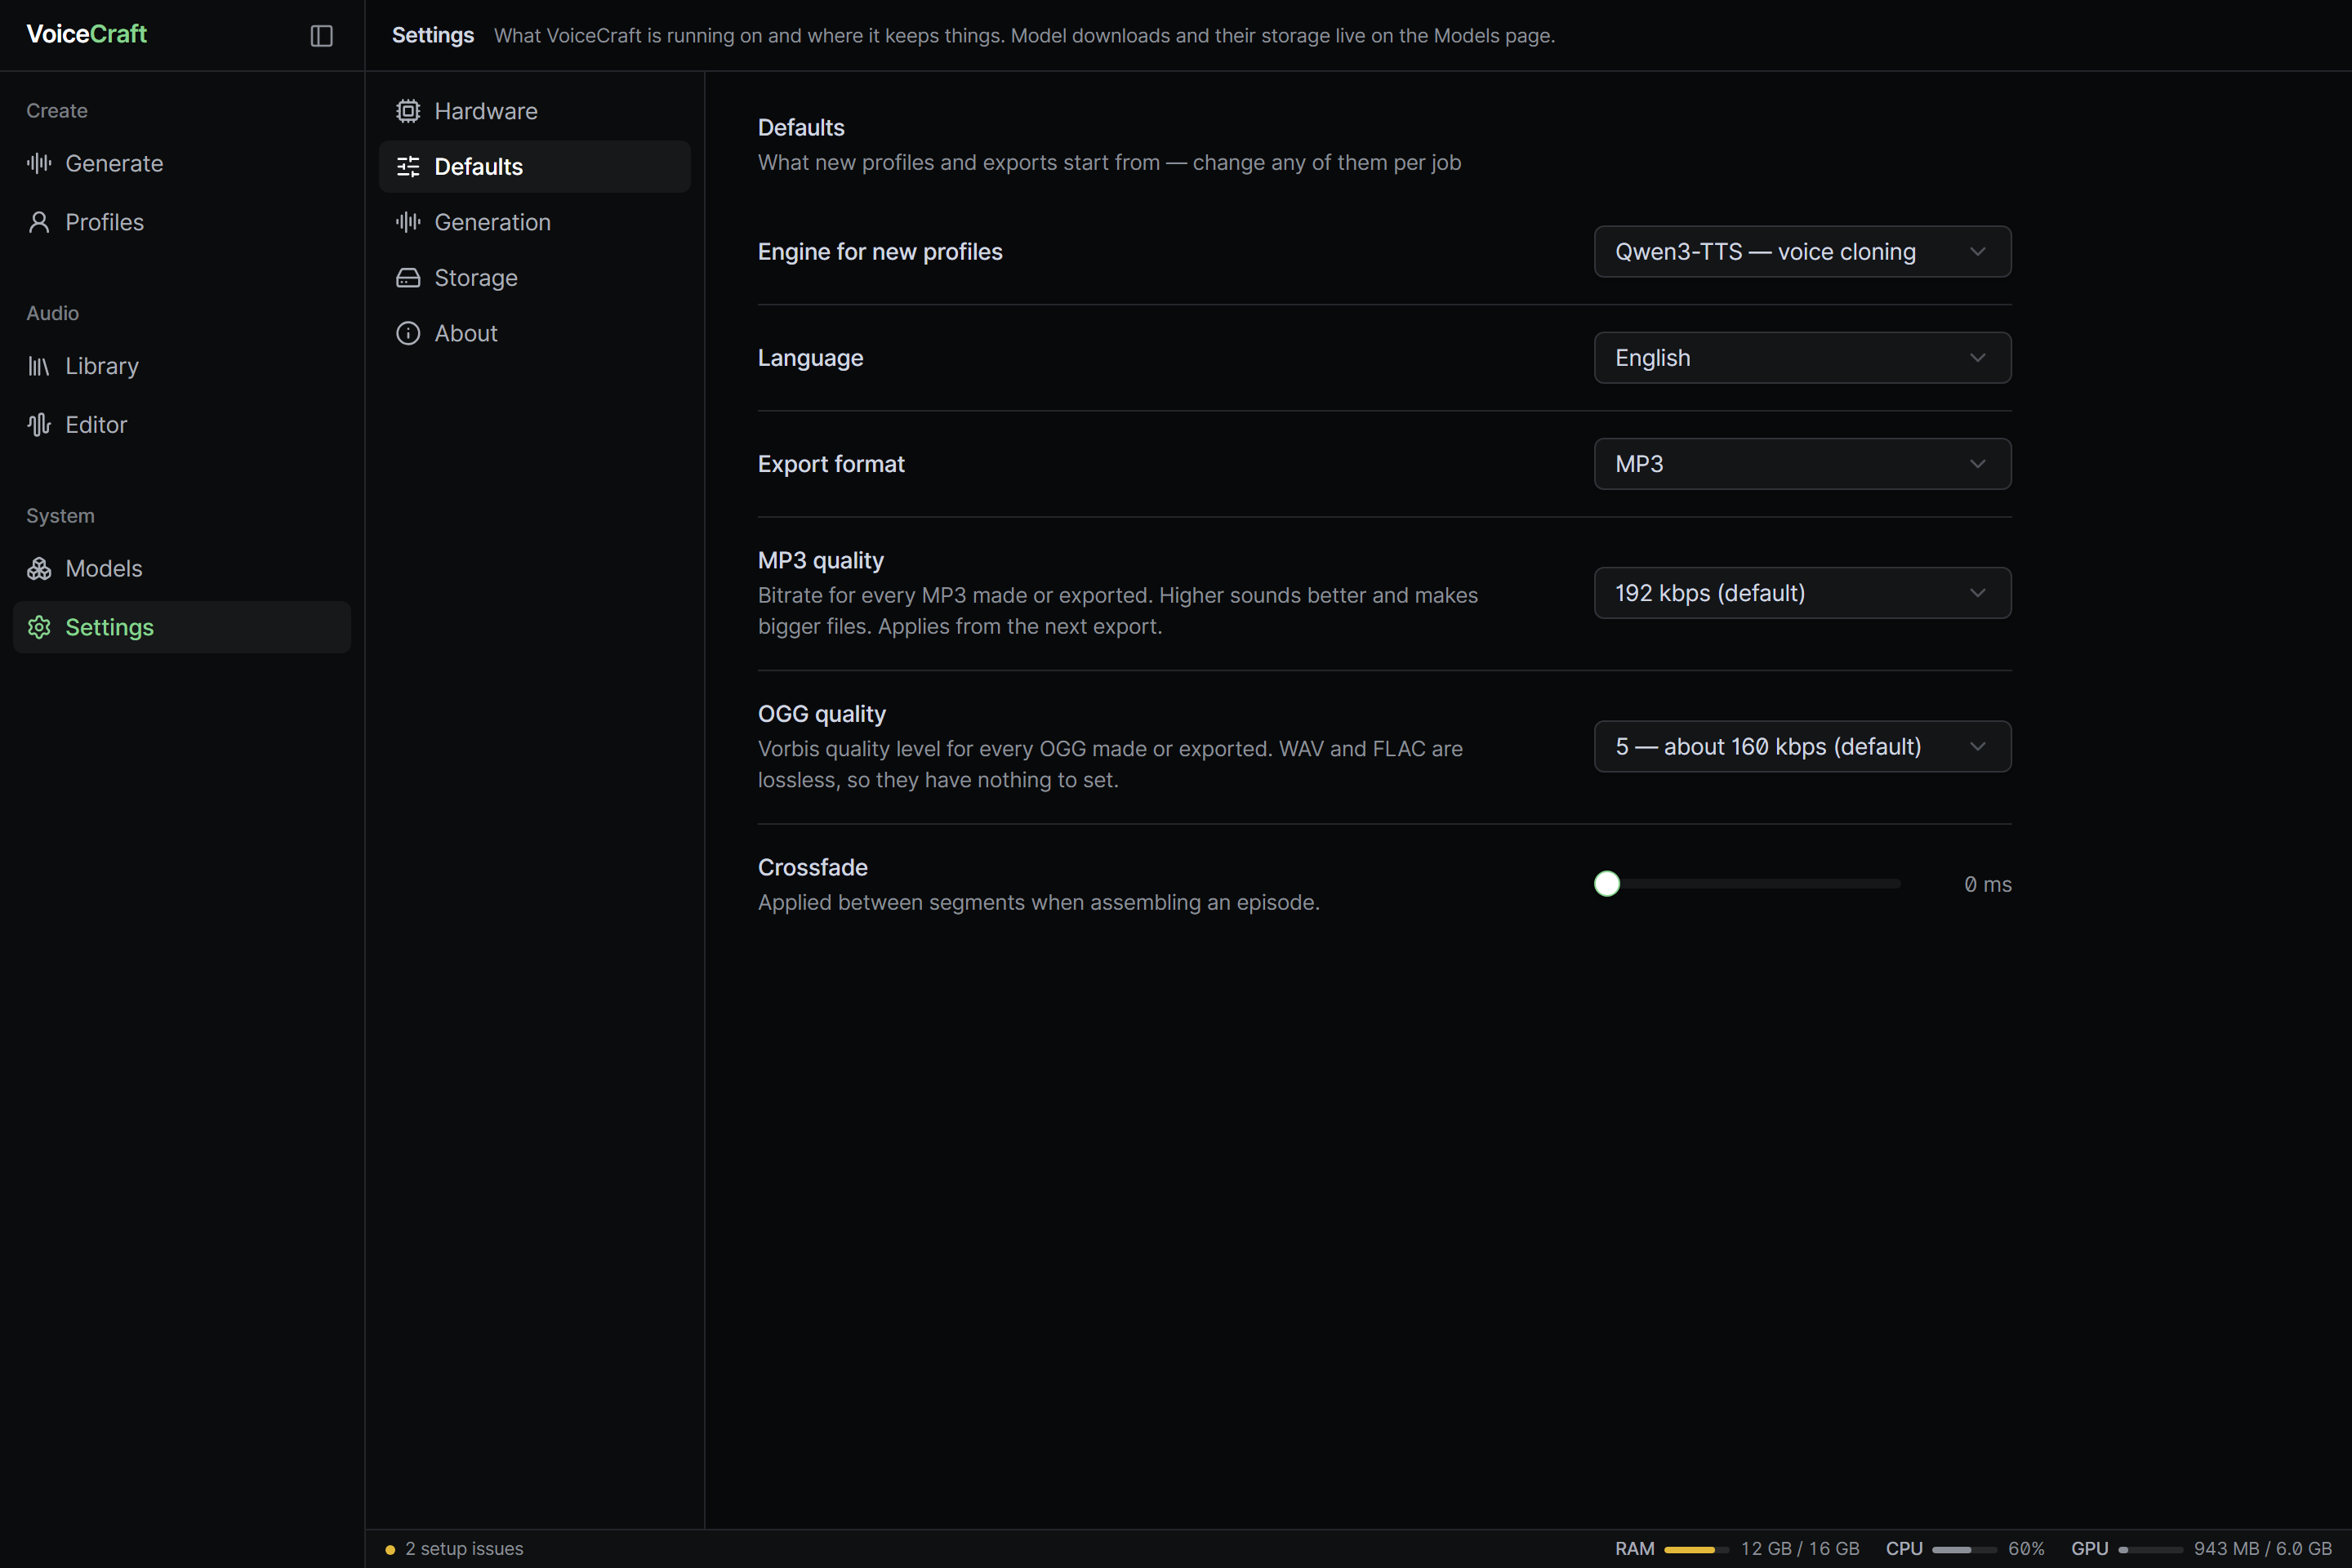 VoiceCraft
Settings What VoiceCraft is running on and where it keeps things. Model downloads and their storage live on the Models page.
Create
Generate
Profiles
Audio
Library
Editor
System
Models
Settings
Hardware
Defaults
Generation
Storage
About
Defaults
What new profiles and exports start from — change any of them per job
Engine for new profiles
Qwen3-TTS — voice cloning
Language
English
Export format
MP3
MP3 quality
Bitrate for every MP3 made or exported. Higher sounds better and makes
bigger files. Applies from the next export.
192 kbps (default)
OGG quality
Vorbis quality level for every OGG made or exported. WAV and FLAC are
lossless, so they have nothing to set.
5 — about 160 kbps (default)
Crossfade
Applied between segments when assembling an episode.
0 ms
2 setup issues
RAM 12 GB / 16 GB CPU 60% GPU 943 MB / 6.0 GB